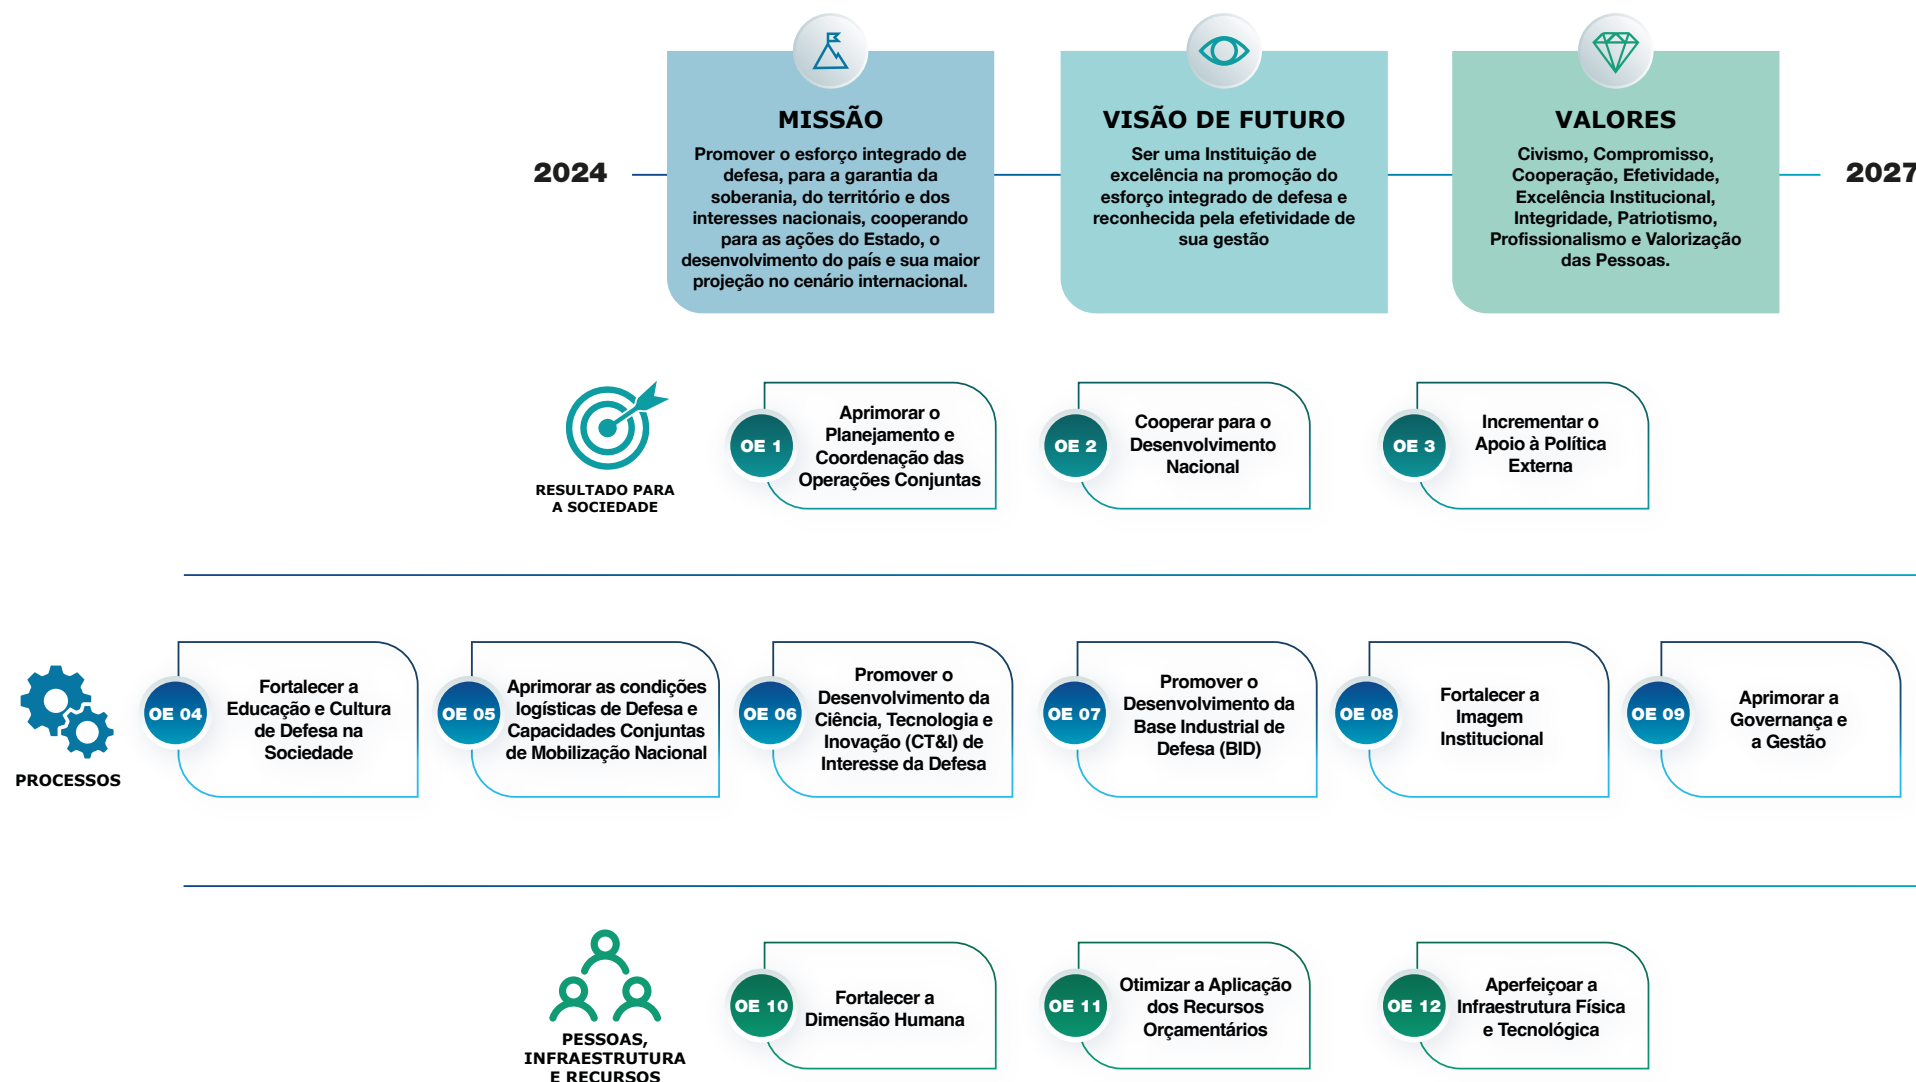 2024
MISSÃO
Promover o esforço integrado de
defesa, para a garantia da
soberania, do território e dos
interesses nacionais, cooperando
para as ações do Estado, o
desenvolvimento do país e sua maior
projeção no cenário internacional.
VISÃO DE FUTURO
Ser uma Instituição de
excelência na promoção do
esforço integrado de defesa e
reconhecida pela efetividade de
sua gestão
VALORES
Civismo, Compromisso,
Cooperação, Efetividade,
Excelência Institucional,
Integridade, Patriotismo,
Profissionalismo e Valorização
das Pessoas.
2027
RESULTADO PARA
A SOCIEDADE
OE 1
Aprimorar o
Planejamento e
Coordenação das
Operações Conjuntas
OE 2
Cooperar para o
Desenvolvimento
Nacional
OE 3
Incrementar o
Apoio à Política
Externa
PROCESSOS
OE 04
Fortalecer a
Educação e Cultura
de Defesa na
Sociedade
OE 05
Aprimorar as condições
logísticas de Defesa e
Capacidades Conjuntas
de Mobilização Nacional
OE 06
Promover o
Desenvolvimento da
Ciência, Tecnologia e
Inovação (CT&I) de
Interesse da Defesa
OE 07
Promover o
Desenvolvimento da
Base Industrial de
Defesa (BID)
OE 08
Fortalecer a
Imagem
Institucional
OE 09
Aprimorar a
Governança e
a Gestão
PESSOAS,
INFRAESTRUTURA
E RECURSOS
OE 10
Fortalecer a
Dimensão Humana
OE 11
Otimizar a Aplicação
dos Recursos
Orçamentários
OE 12
Aperfeiçoar a
Infraestrutura Física
e Tecnológica